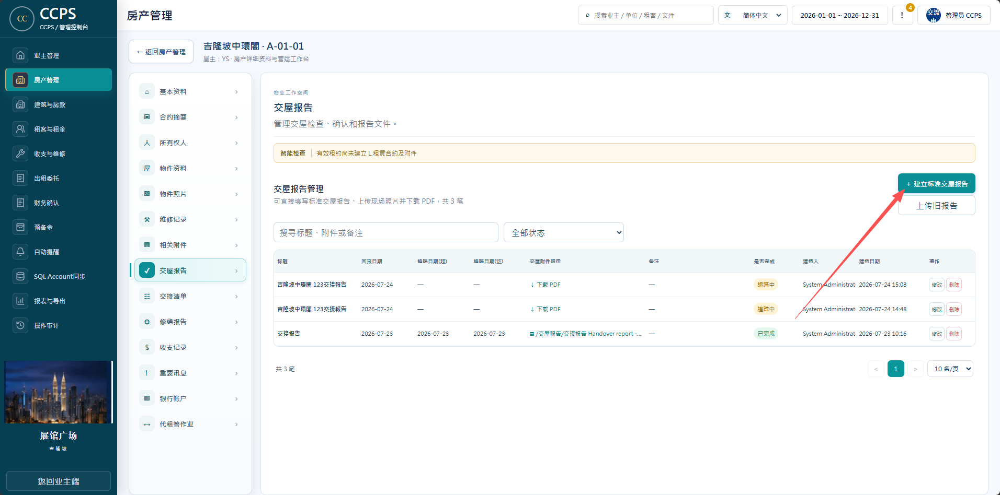 CC
CCPS
CCPS / 管理控制台
业主管理
房产管理
建筑与房款
租客与租金
收支与维修
出租委托
财务确认
预备金
自动提醒
SQL Account同步
报表与导出
操作审计
展馆广场
吉隆坡
返回业主端
房产管理
搜索业主 / 单位 / 租客 / 文件
文
简体中文
2026-01-01 ~ 2026-12-31
!
4
交流电
管理员 CCPS
← 返回房产管理
吉隆坡中環閣 · A-01-01
屋主：YS · 房产详细资料与营运工作台
基本资料
合约摘要
人 所有权人
屋 物件资料
物件照片
维修记录
相关附件
交屋报告
交接清单
修缮报告
$ 收支记录
! 重要讯息
银行帐户
↔ 代租管作业
物业工作空间
交屋报告
管理交屋检查、确认和报告文件。
智能检查 有效租約尚未建立 L.租賃合約及附件
交屋报告管理
可直接填写标准交屋报告、上传现场照片并下载 PDF，共 3 笔
+ 建立标准交屋报告
上传旧报告
搜寻标题、附件或备注
全部状态
标题 回报日期 追踪日期(起) 追踪日期(讫) 交屋附件路径 备注 是否完成 建档人 建档日期 操作
吉隆坡中環閣 123交接報告 2026-07-24 — — ↓ 下载 PDF — 追踪中 System Administrat 2026-07-24 15:08 修改 删除
吉隆坡中環閣 123交接報告 2026-07-24 — — ↓ 下载 PDF — 追踪中 System Administrat 2026-07-24 14:48 修改 删除
交接报告 2026-07-23 2026-07-23 2026-07-23 /交屋報告/交接报告 Handover report -... — 已完成 System Administrat 2026-07-23 10:16 修改 删除
共 3 笔
< 1 > 10 条/页